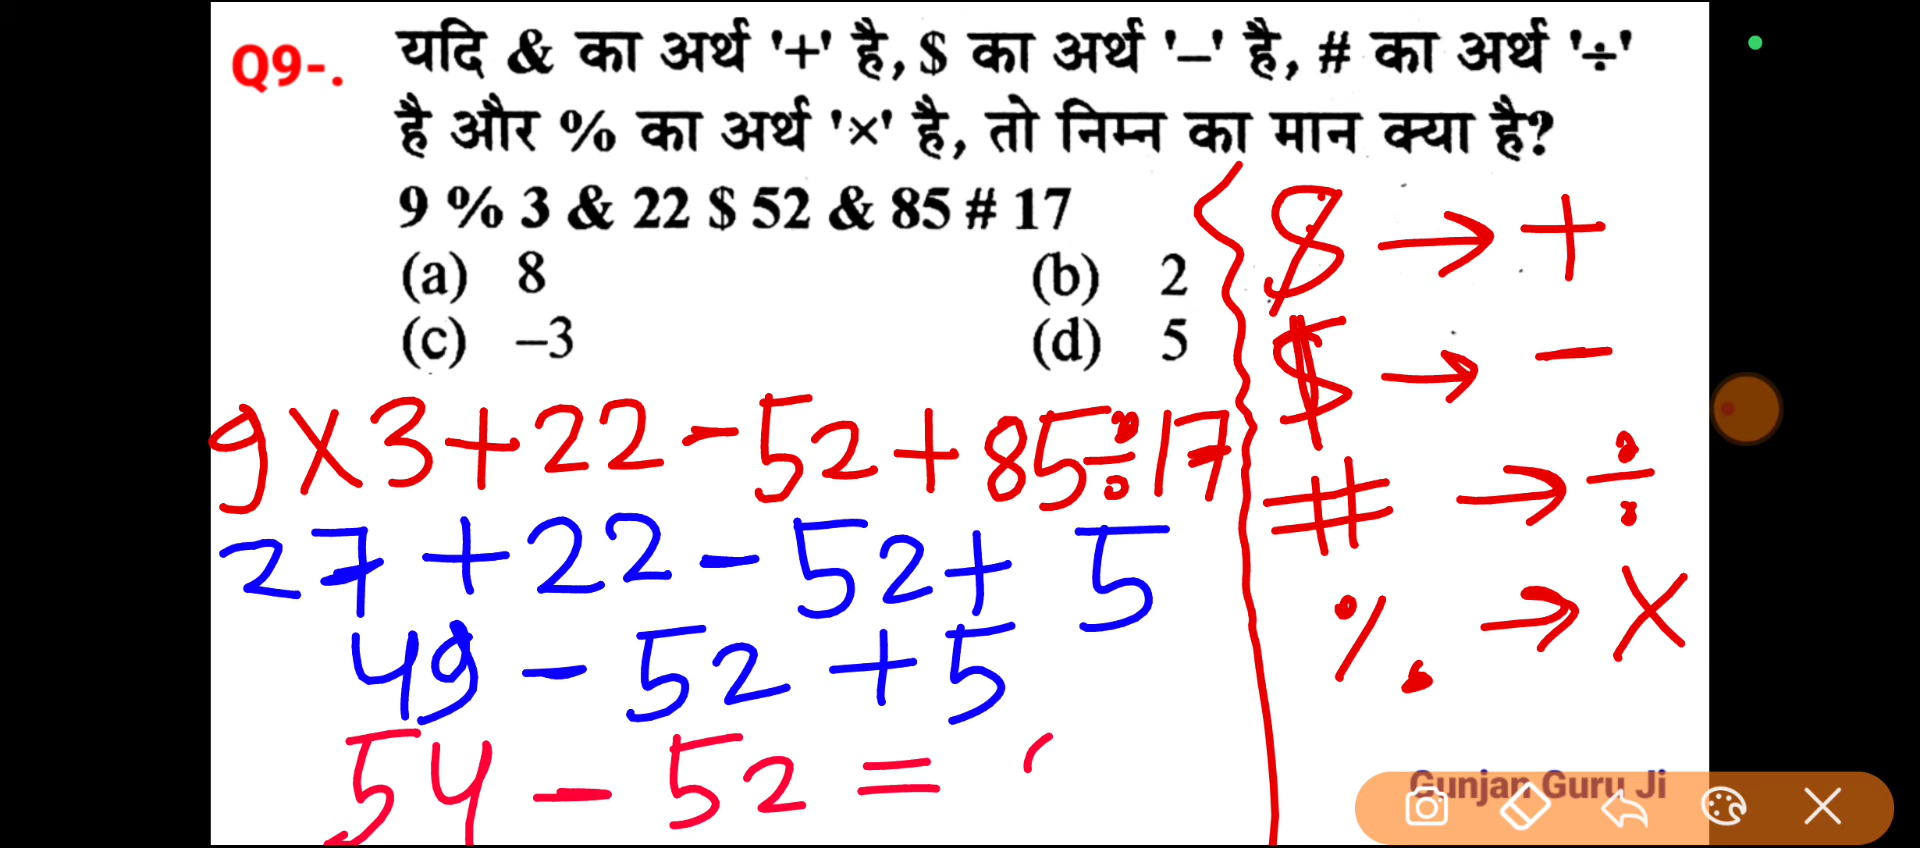 Q9-. यदि & का अर्थ '+' है, $ का अर्थ '–' है, # का अर्थ '÷'
है और % का अर्थ '×' है, तो निम्न का मान क्या है?
9 % 3 & 22 $ 52 & 85 # 17
(a) 8 (b) 2
(c) –3 (d) 5
& → +
$ → –
# → ÷
% → ×
9 × 3 + 22 – 52 + 85 ÷ 17
27 + 22 – 52 + 5
49 – 52 + 5
54 – 52 =
Gunjan Guru Ji